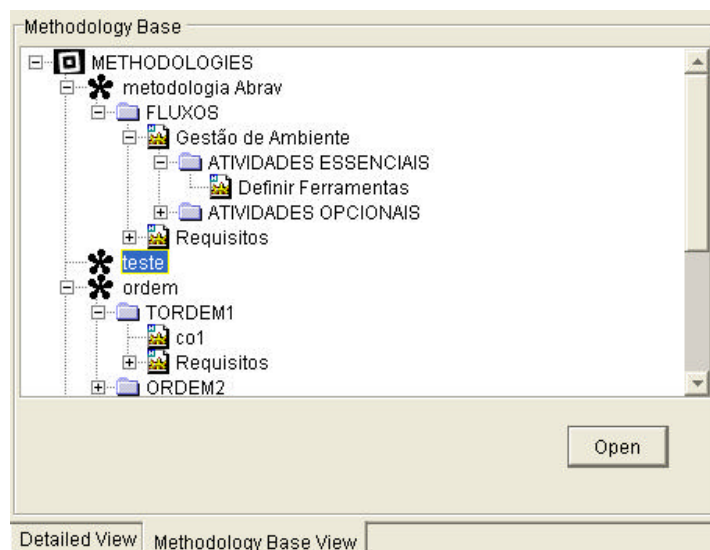 Methodology Base
METHODOLOGIES
metodologia Abrav
FLUXOS
Gestão de Ambiente
ATIVIDADES ESSENCIAIS
Definir Ferramentas
ATIVIDADES OPCIONAIS
Requisitos
teste
ordem
TORDEM1
co1
Requisitos
ORDEM2
Open
Detailed View Methodology Base View